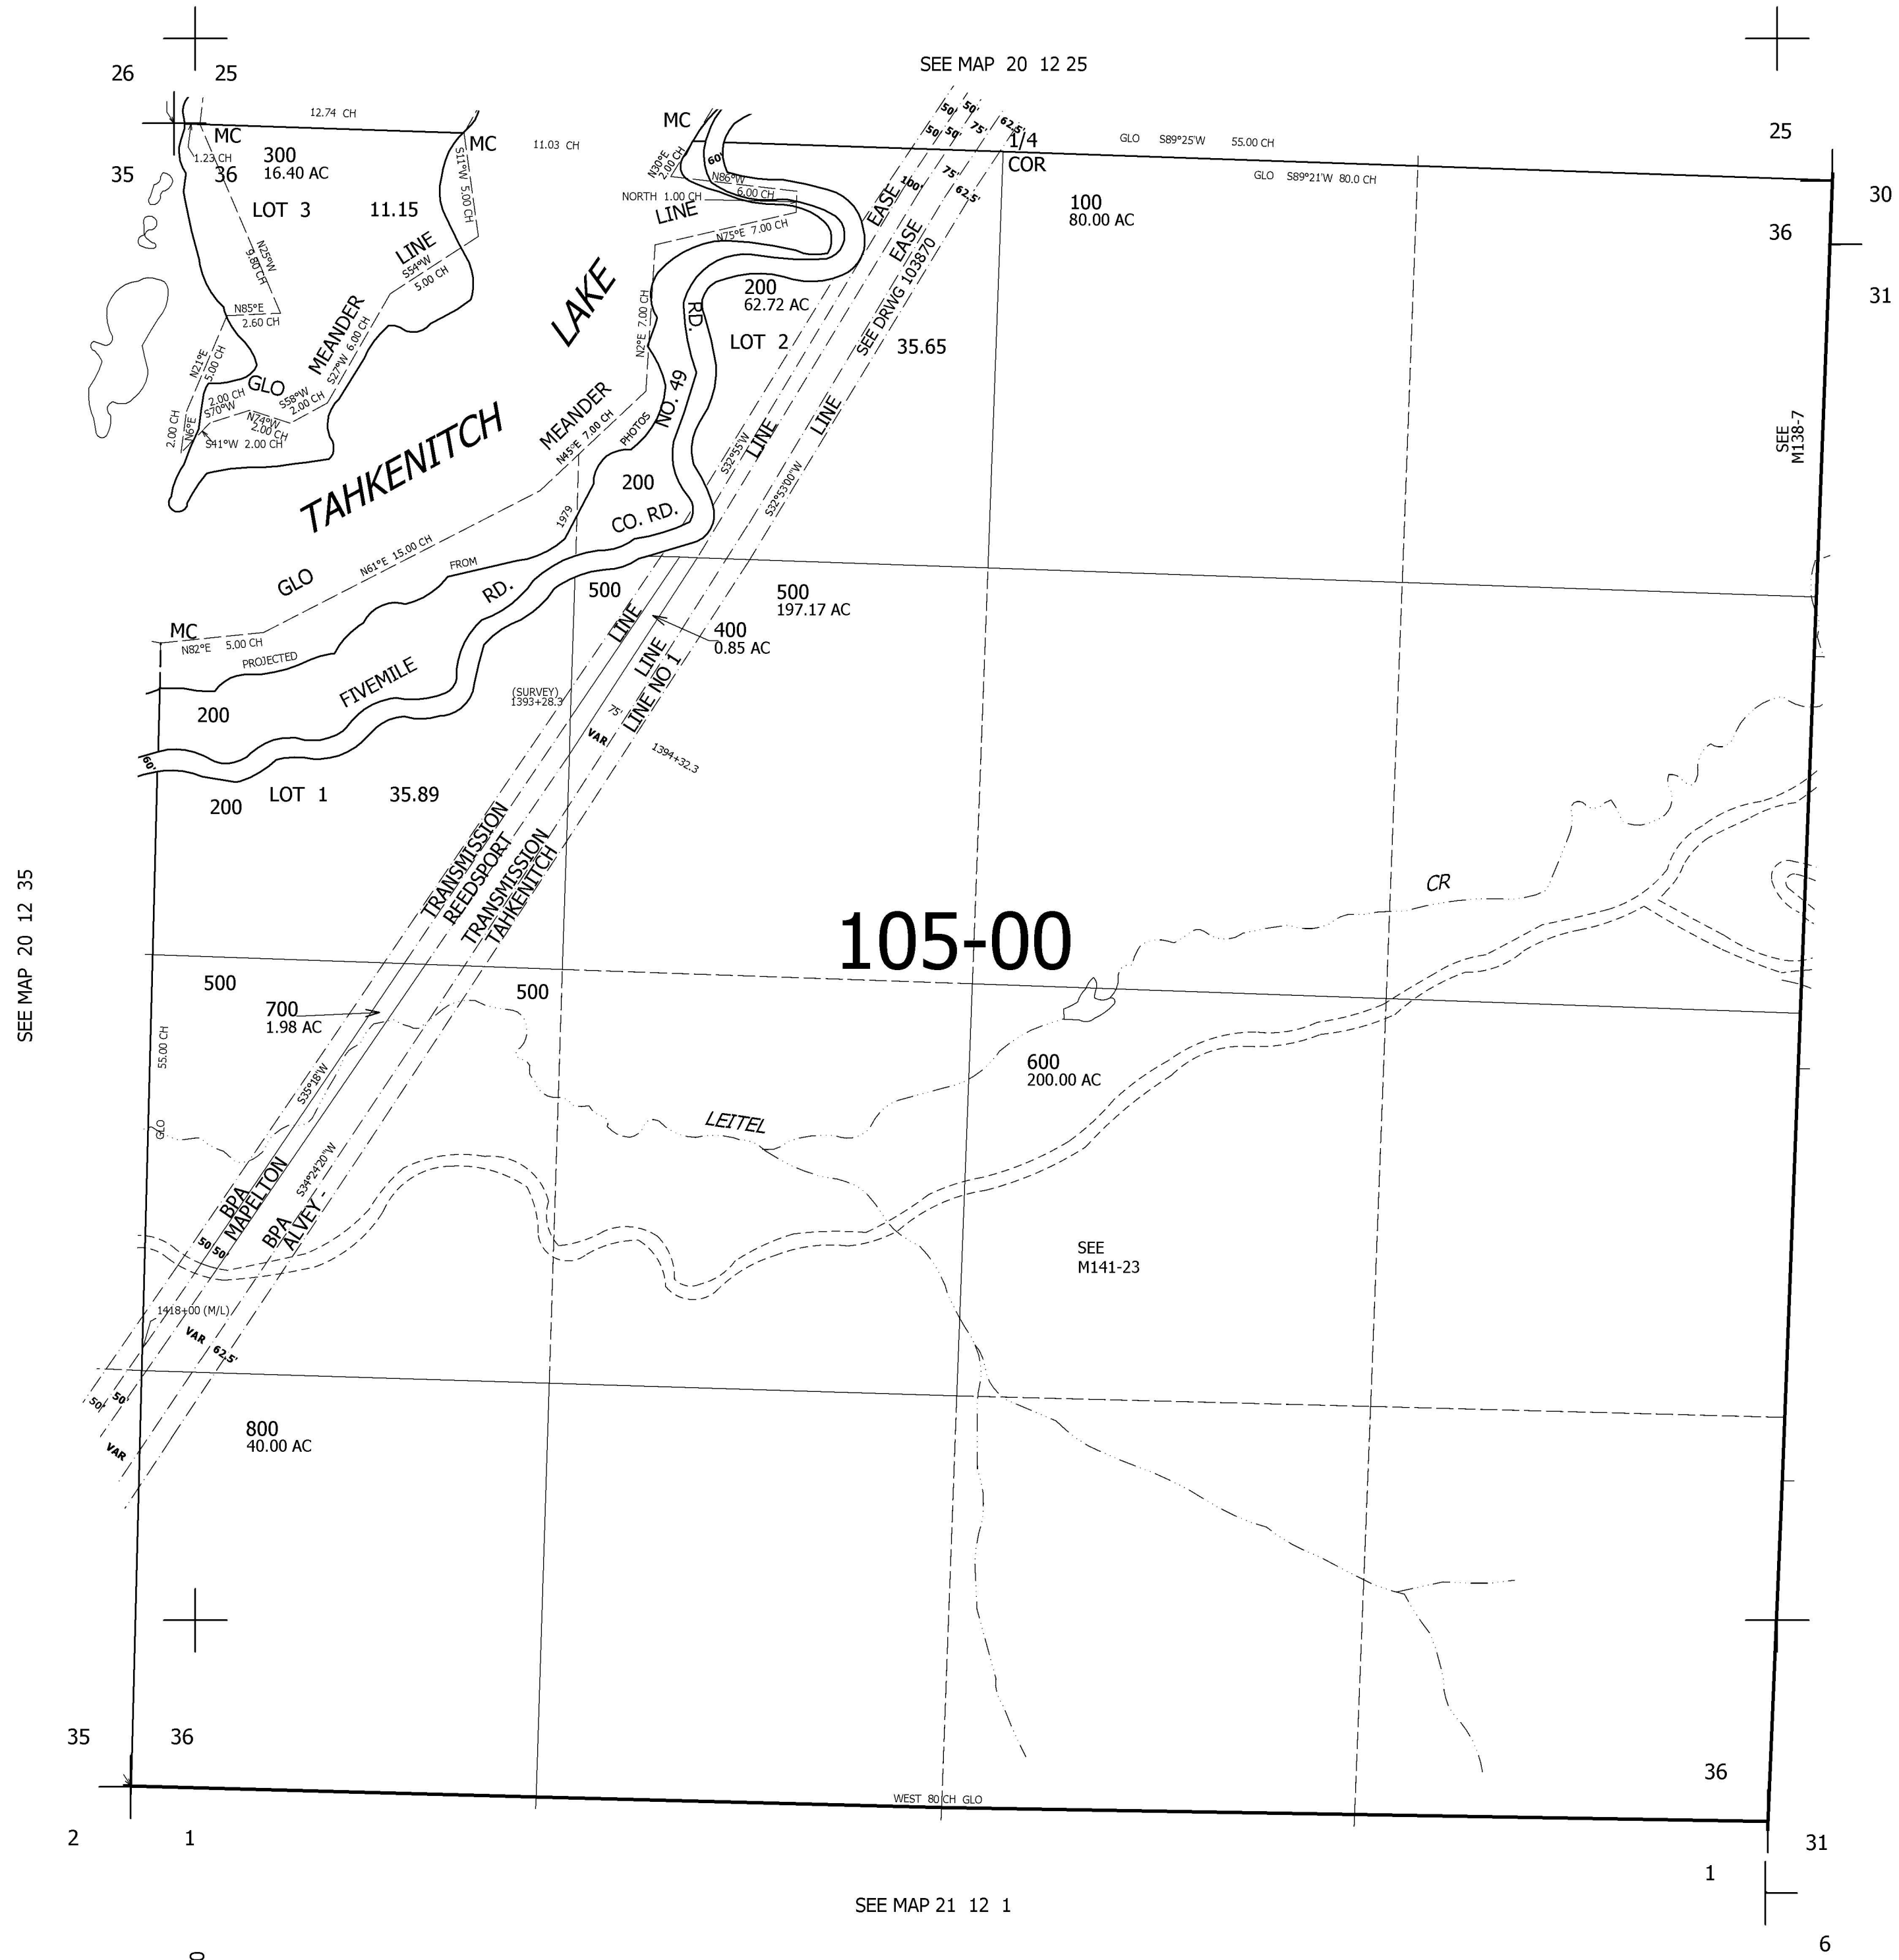 SEE MAP 20 12 25
26
25
12.74 CH
MC
1.23 CH
35
36
300
16.40 AC
LOT 3
11.15
MC
11.03 CH
S11°W 5.00 CH
N25°W
9.80 CH
LINE
S54°W
5.00 CH
N85°E
2.60 CH
MEANDER
S27°W 6.00 CH
N21°E
5.00 CH
GLO
S58°W
2.00 CH
2.00 CH
S70°W
N74°W
2.00 CH
2.00 CH
N6°E
S41°W 2.00 CH
MC
60'
N30°E
2.00 CH
N86°W
6.00 CH
NORTH 1.00 CH
LINE
N75°E 7.00 CH
50'
50'
50'
50'
75'
62.5'
1/4
COR
GLO S89°25'W 55.00 CH
GLO S89°21'W 80.0 CH
25
30
36
31
100'
75'
62.5'
EASE
EASE
SEE DRWG 103870
100
80.00 AC
200
62.72 AC
LOT 2
35.65
LAKE
TAHKENITCH
N2°E 7.00 CH
RD.
NO. 49
MEANDER
N45°E 7.00 CH
PHOTOS
200
CO. RD.
1979
S32°55'W
LINE
LINE
S32°53'00"W
SEE
M138-7
GLO
N61°E 15.00 CH
FROM
RD.
MC
N82°E 5.00 CH
PROJECTED
FIVEMILE
200
60'
500
500
197.17 AC
400
0.85 AC
LINE
LINE
LINE NO 1
(SURVEY)
1393+28.3
75'
VAR
1394+32.3
200
LOT 1
35.89
TRANSMISSION
REEDSPORT
TRANSMISSION
TAHKENITCH
SEE MAP 20 12 35
105-00
CR
500
500
700
1.98 AC
55.00 CH
GLO
S35°18'W
600
200.00 AC
LEITEL
S34°24'20"W
BPA
MAPELTON
BPA
ALVEY -
50'
50'
SEE
M141-23
1418+00 (M/L)
VAR
62.5'
50'
50'
VAR
800
40.00 AC
35
36
36
WEST 80 CH GLO
2
1
31
1
SEE MAP 21 12 1
6